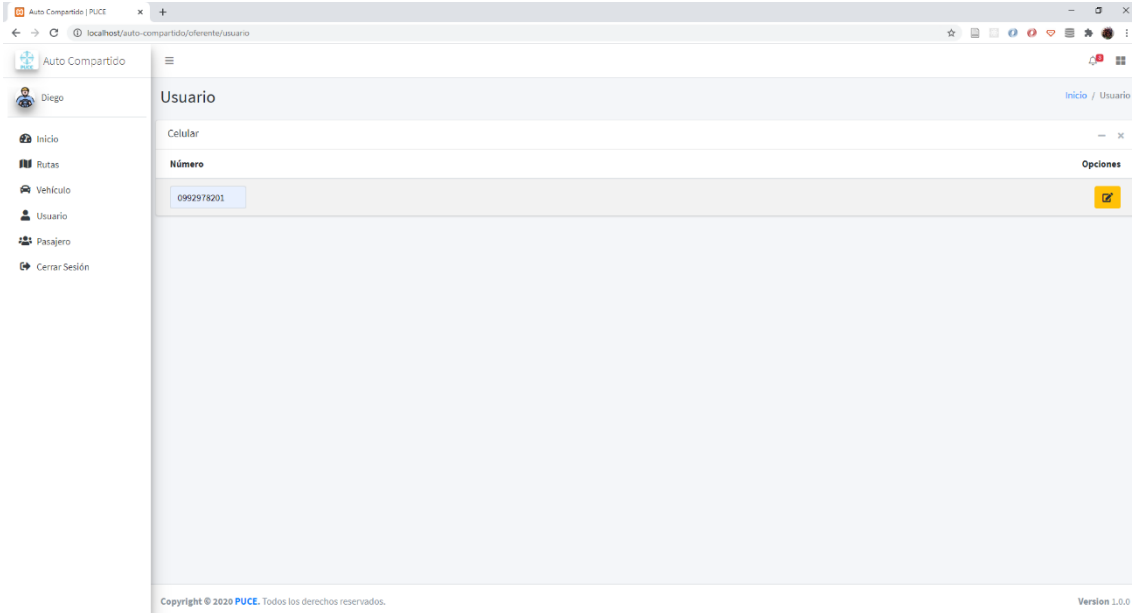 Auto Compartido | PUCE
localhost/auto-compartido/oferente/usuario
PUCE Auto Compartido
Diego
Usuario
Inicio / Usuario
Inicio
Rutas
Vehículo
Usuario
Pasajero
Cerrar Sesión
Celular
Número Opciones
0992978201
Copyright © 2020 PUCE. Todos los derechos reservados.
Version 1.0.0